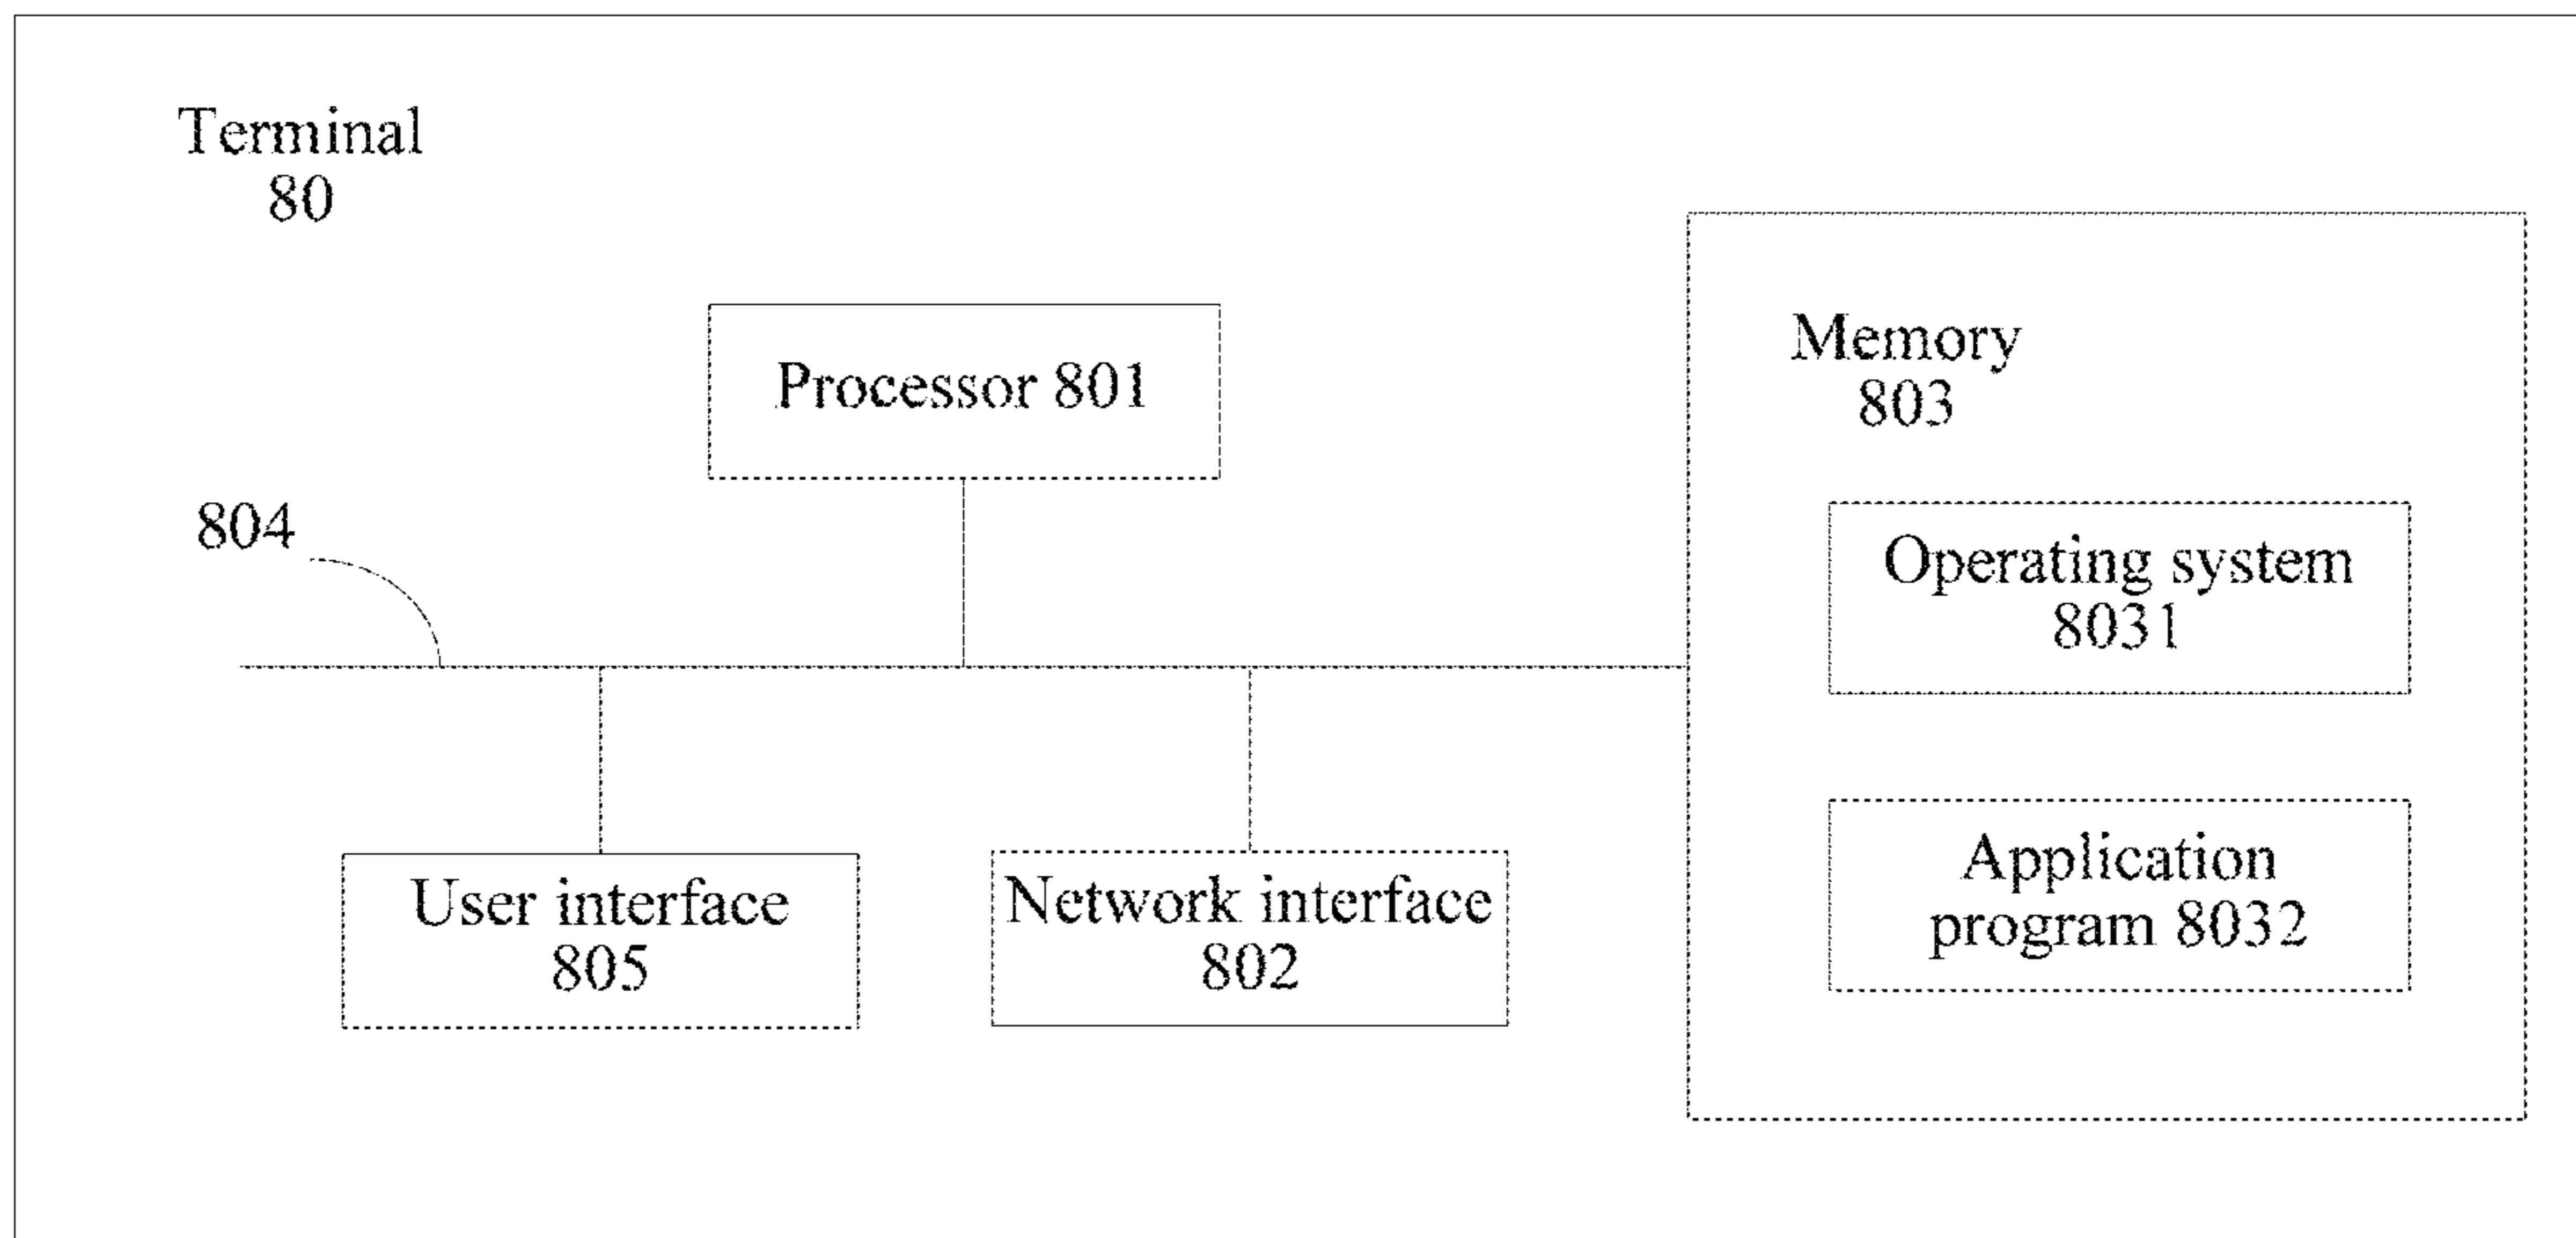 Terminal
80
Processor 801
Memory
803
804
Operating system
8031
Application
program 8032
User interface
805
Network interface
802